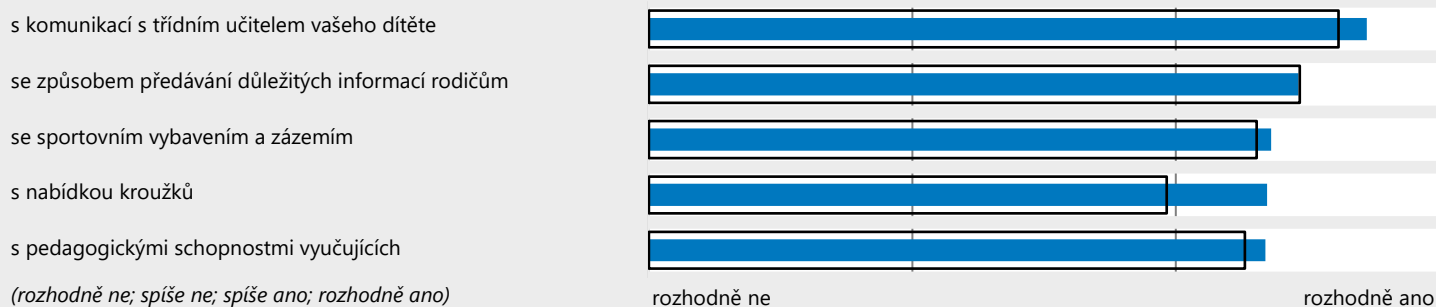 s komunikací s třídním učitelem vašeho dítěte
se způsobem předávání důležitých informací rodičům
se sportovním vybavením a zázemím
s nabídkou kroužků
s pedagogickými schopnostmi vyučujících
(rozhodně ne; spíše ne; spíše ano; rozhodně ano) rozhodně ne rozhodně ano